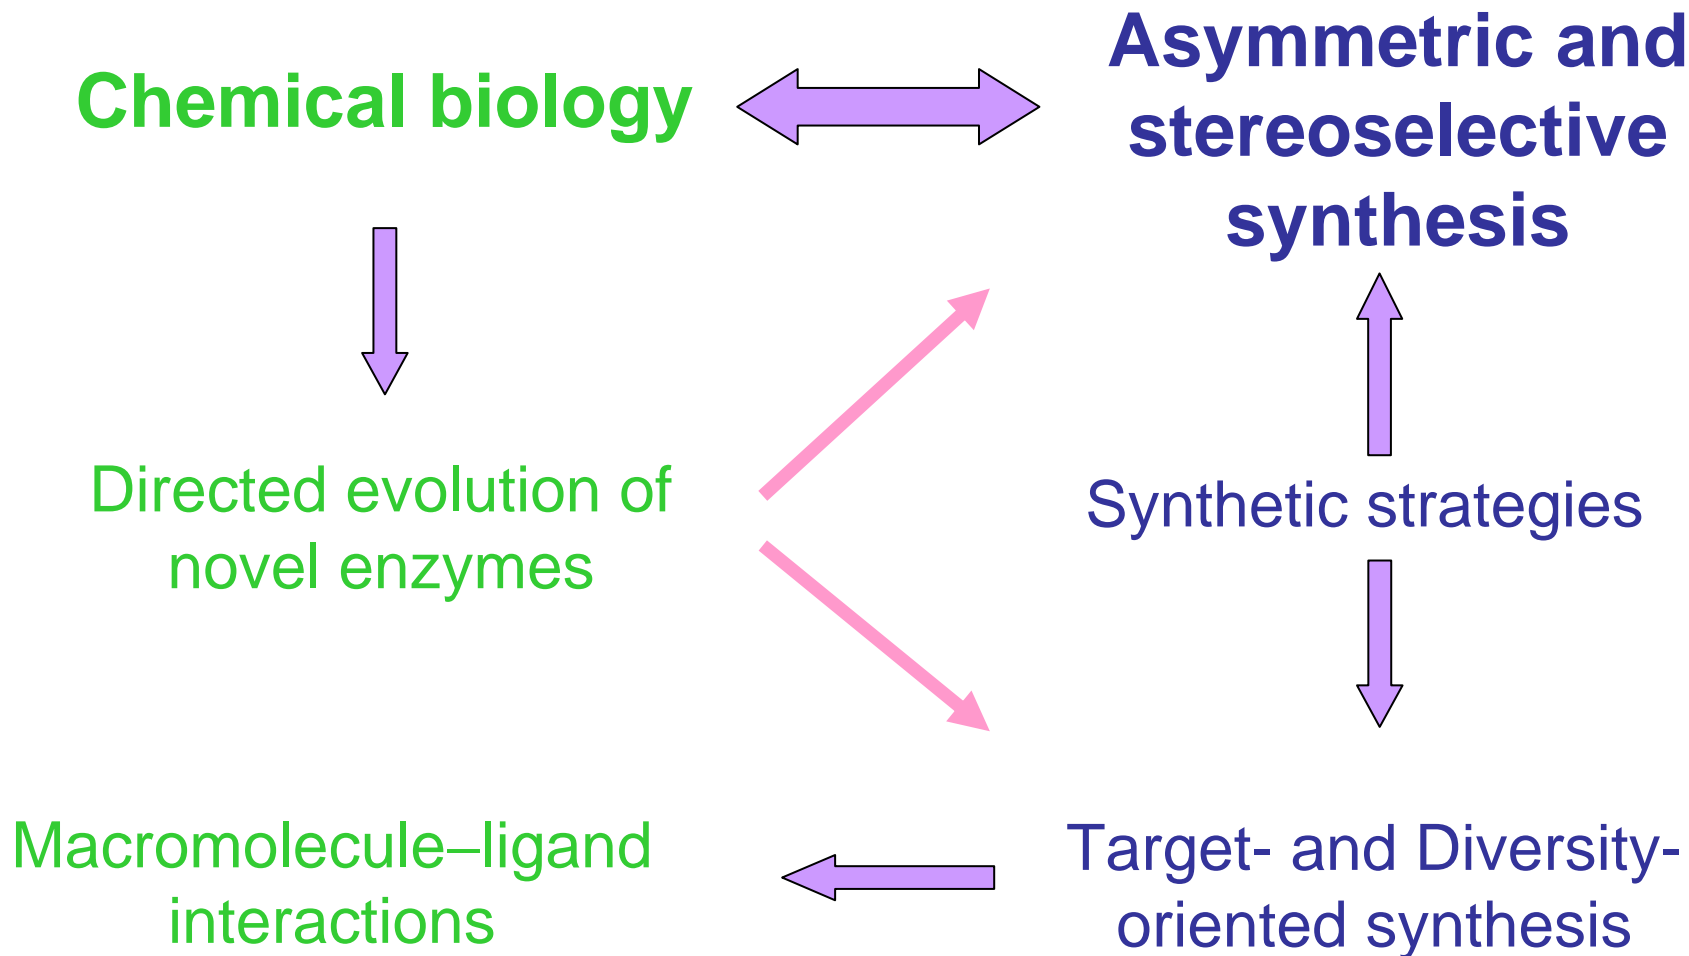 Chemical biology
Asymmetric and
stereoselective
synthesis
Directed evolution of
novel enzymes
Synthetic strategies
Macromolecule–ligand
interactions
Target- and Diversity-
oriented synthesis